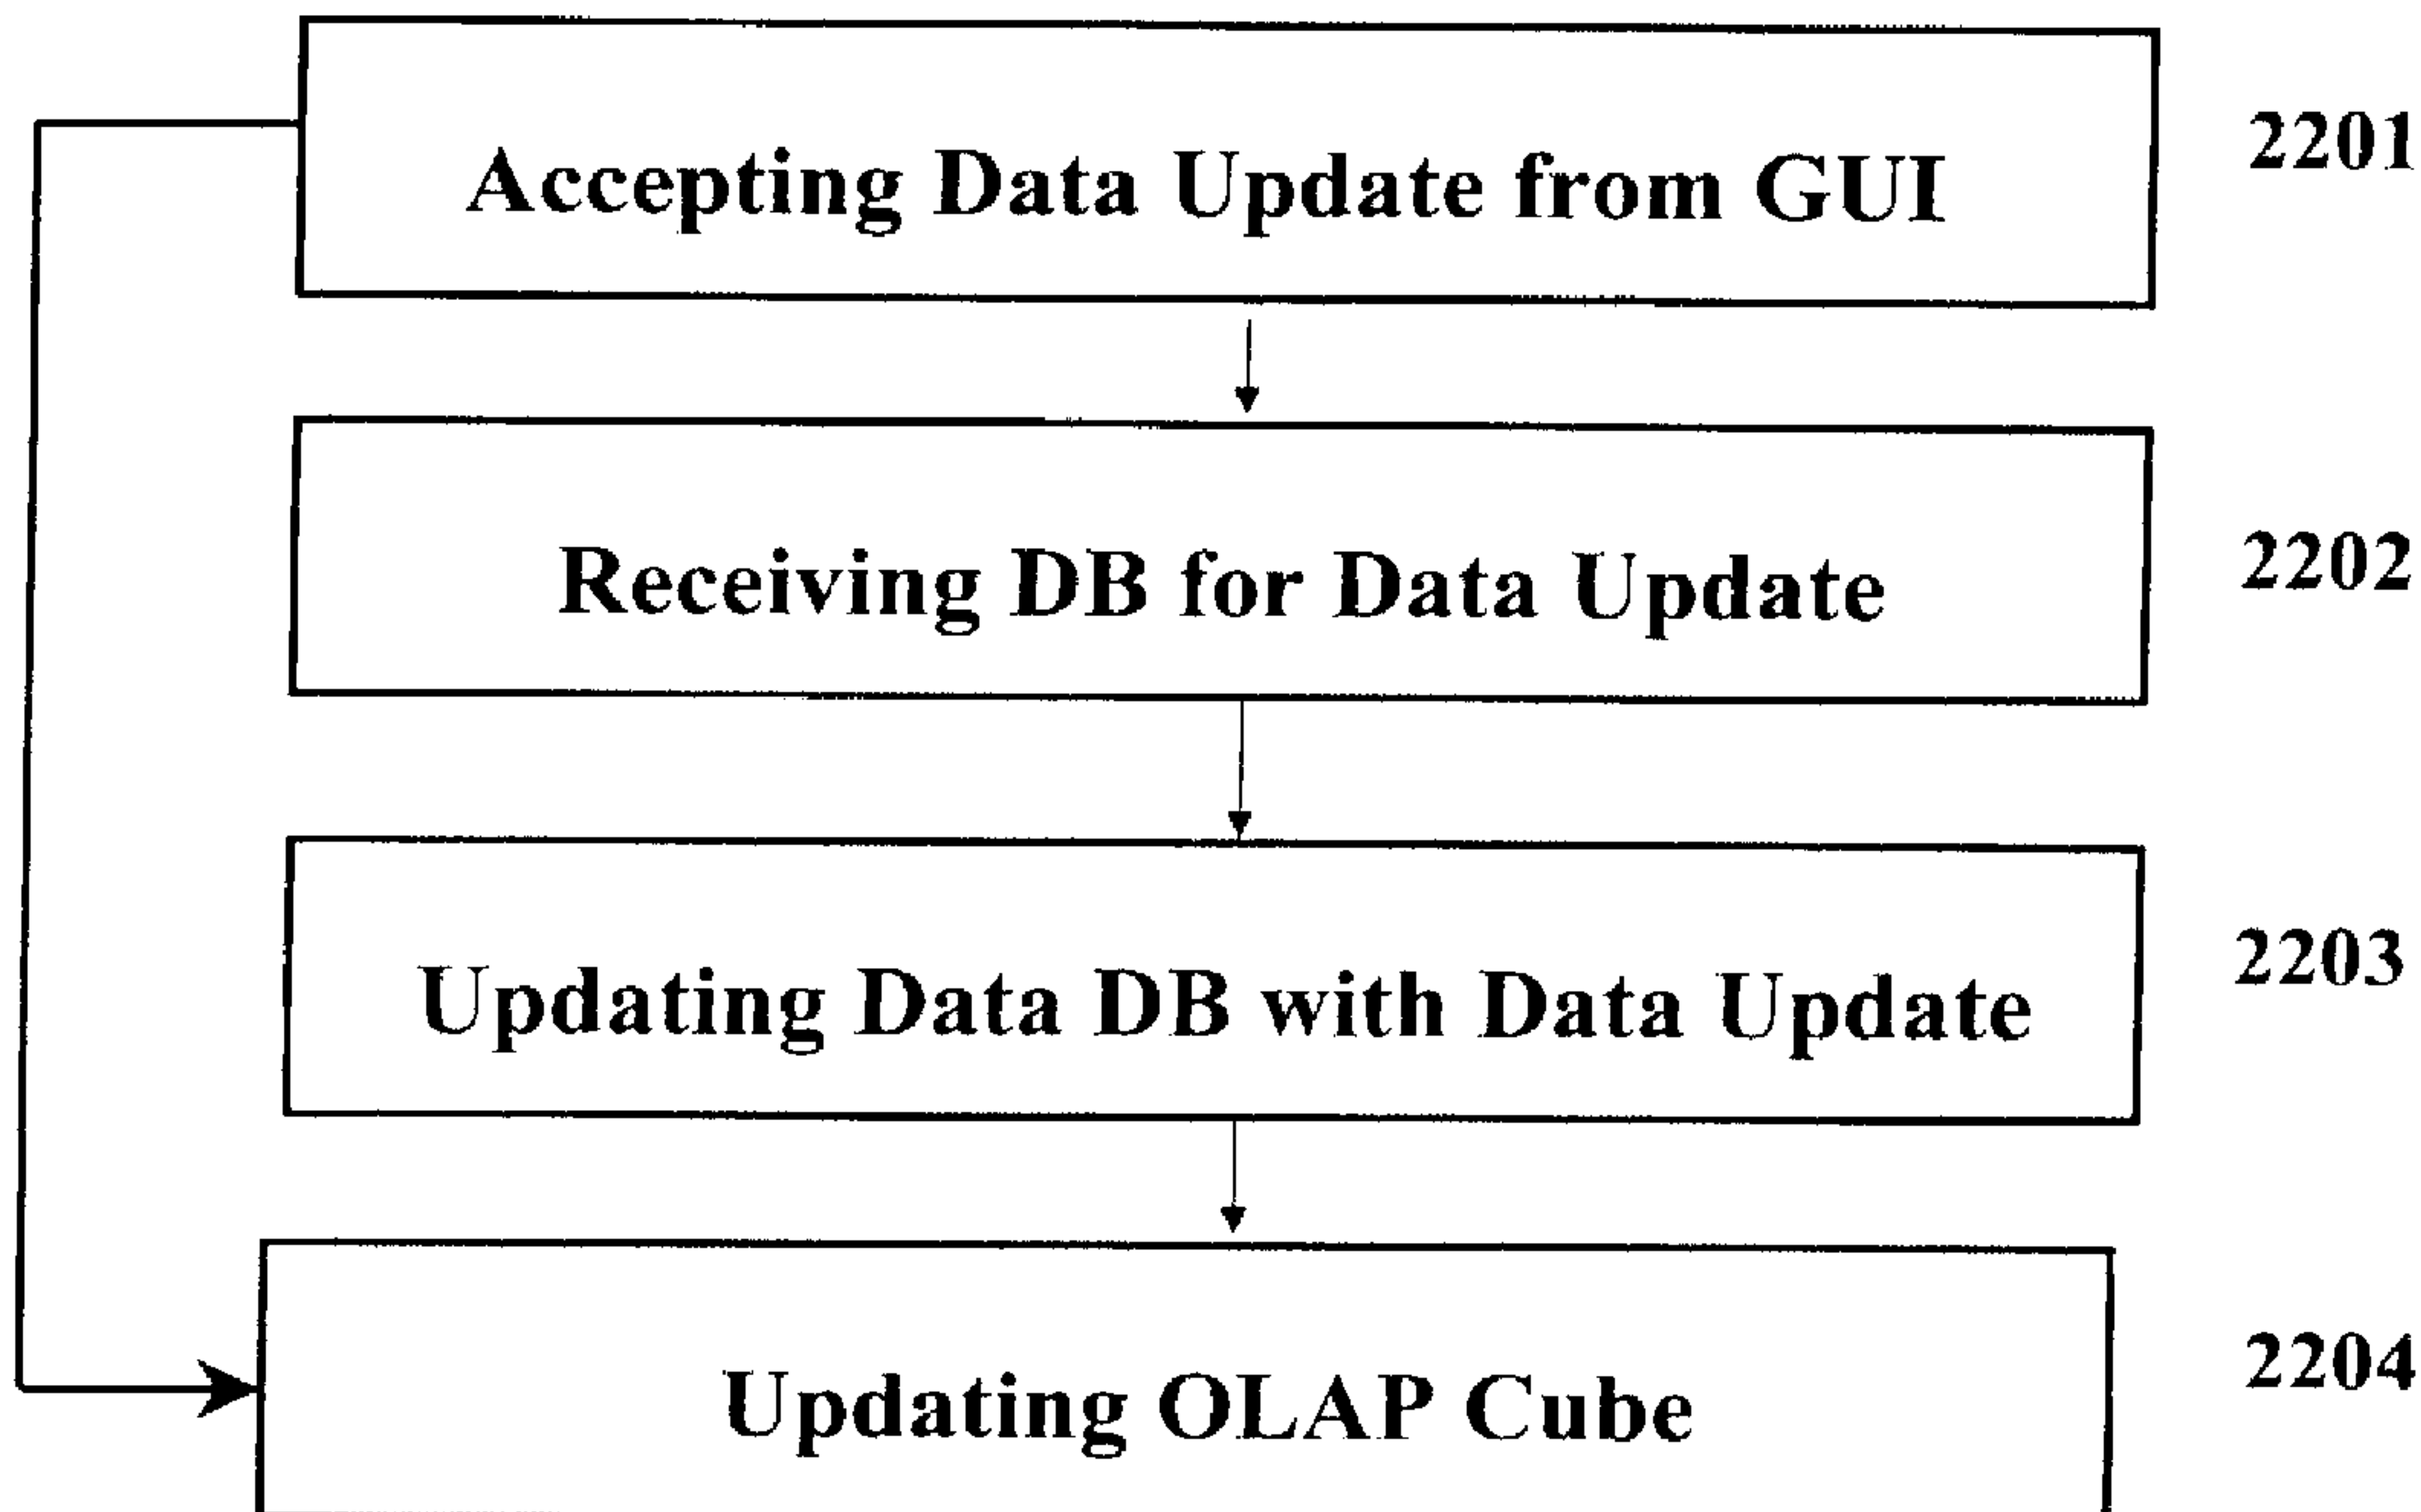 Accepting Data Update from GUI
2201
Receiving DB for Data Update
2202
Updating Data DB with Data Update
2203
Updating OLAP Cube
2204